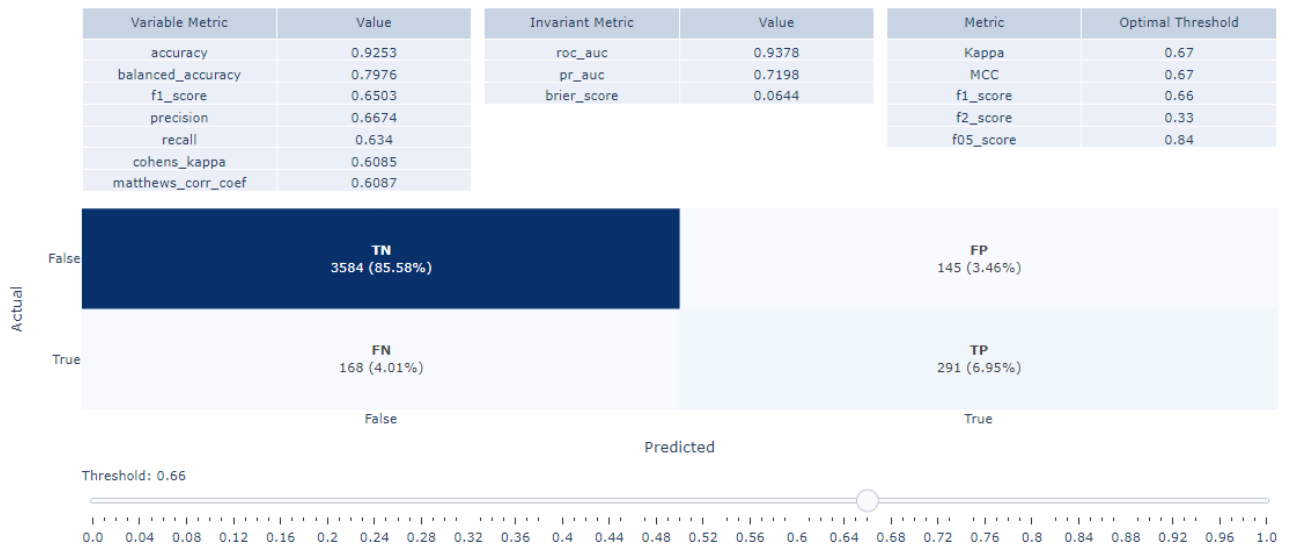 Variable Metric Value
accuracy 0.9253
balanced_accuracy 0.7976
f1_score 0.6503
precision 0.6674
recall 0.634
cohens_kappa 0.6085
matthews_corr_coef 0.6087
Invariant Metric Value
roc_auc 0.9378
pr_auc 0.7198
brier_score 0.0644
Metric Optimal Threshold
Kappa 0.67
MCC 0.67
f1_score 0.66
f2_score 0.33
f05_score 0.84
Actual
False
TN
3584 (85.58%)
FP
145 (3.46%)
True
FN
168 (4.01%)
TP
291 (6.95%)
False True
Predicted
Threshold: 0.66
0.0 0.04 0.08 0.12 0.16 0.2 0.24 0.28 0.32 0.36 0.4 0.44 0.48 0.52 0.56 0.6 0.64 0.68 0.72 0.76 0.8 0.84 0.88 0.92 0.96 1.0